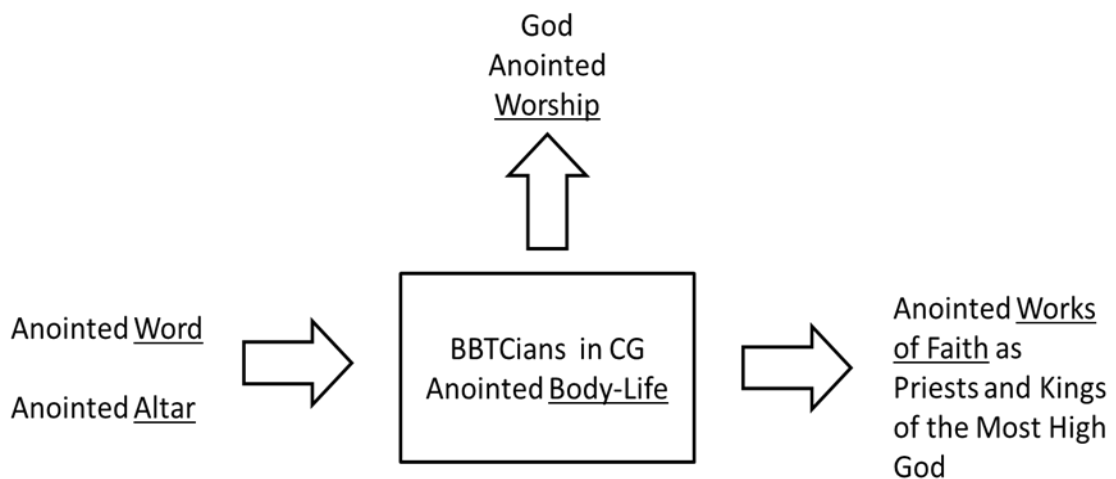 God
Anointed
Worship
Anointed Word
Anointed Altar
BBTCians in CG
Anointed Body-Life
Anointed Works
of Faith as
Priests and Kings
of the Most High
God